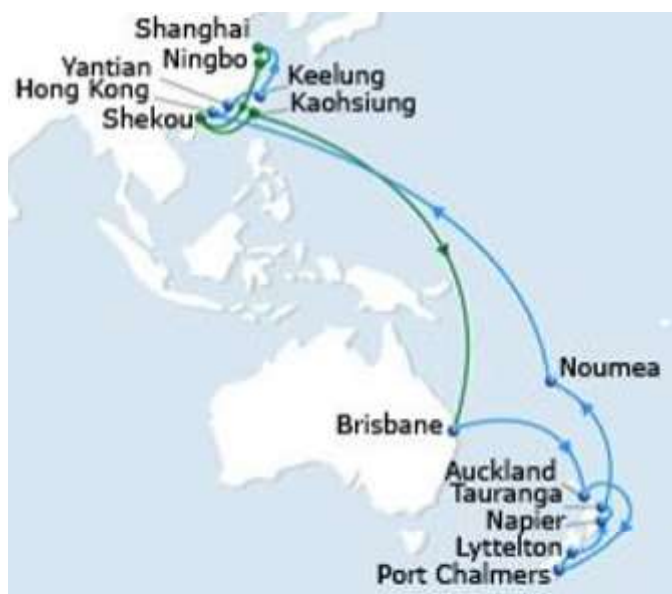 Shanghai
Ningbo
Yantian
Keelung
Hong Kong
Kaohsiung
Shekou
Noumea
Brisbane
Auckland
Tauranga
Napier
Lyttelton
Port Chalmers